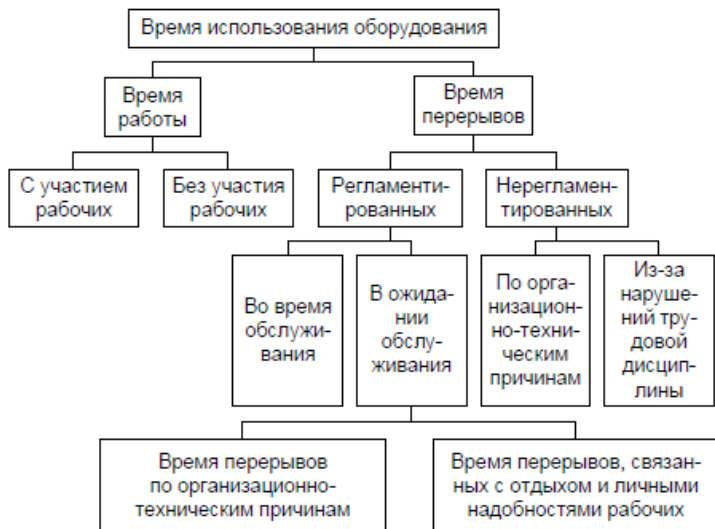 Время использования оборудования
Время
работы
Время
перерывов
С участием
рабочих
Без участия
рабочих
Регламенти-
рованных
Нерегламен-
тированных
Во время
обслужи-
вания
В ожида-
нии
обслу-
живания
По орга-
низацион-
но-техни-
ческим
причинам
Из-за
наруше-
ний тру-
довой
дисцип-
лины
Время перерывов
по организационно-
техническим причинам
Время перерывов, связан-
ных с отдыхом и личными
надобностями рабочих